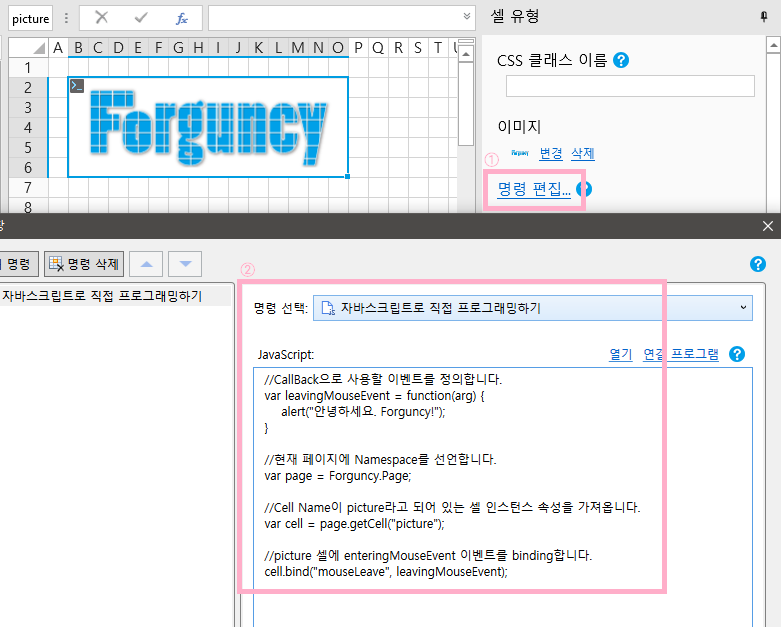 picture
fx
셀 유형
A B C D E F G H I J K L M N O P Q R S T
1
2
3
4
5
6
7
8
>_
Forguncy
CSS 클래스 이름 ?
이미지
Forguncy 변경 삭제
①
명령 편집... ?
명령 명령 삭제 ?
자바스크립트로 직접 프로그래밍하기
②
명령 선택: 자바스크립트로 직접 프로그래밍하기
JavaScript: 열기 연결 프로그램 ?
//CallBack으로 사용할 이벤트를 정의합니다.
var leavingMouseEvent = function(arg) {
alert("안녕하세요. Forguncy!");
}
//현재 페이지에 Namespace를 선언합니다.
var page = Forguncy.Page;
//Cell Name이 picture라고 되어 있는 셀 인스턴스 속성을 가져옵니다.
var cell = page.getCell("picture");
//picture 셀에 enteringMouseEvent 이벤트를 binding합니다.
cell.bind("mouseLeave", leavingMouseEvent);